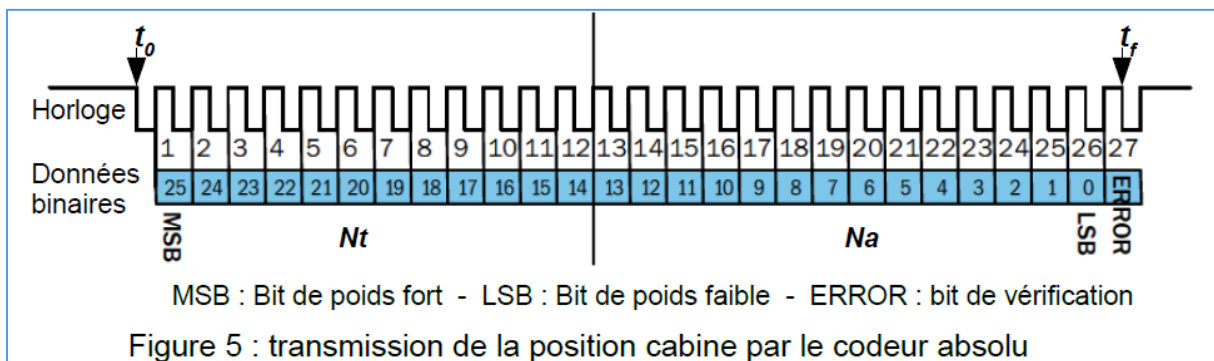 t0 tf
Horloge
1 2 3 4 5 6 7 8 9 10 11 12 13 14 15 16 17 18 19 20 21 22 23 24 25 26 27
Données
binaires
25 24 23 22 21 20 19 18 17 16 15 14 13 12 11 10 9 8 7 6 5 4 3 2 1 0 ERROR
MSB Nt Na LSB
MSB : Bit de poids fort - LSB : Bit de poids faible - ERROR : bit de vérification
Figure 5 : transmission de la position cabine par le codeur absolu